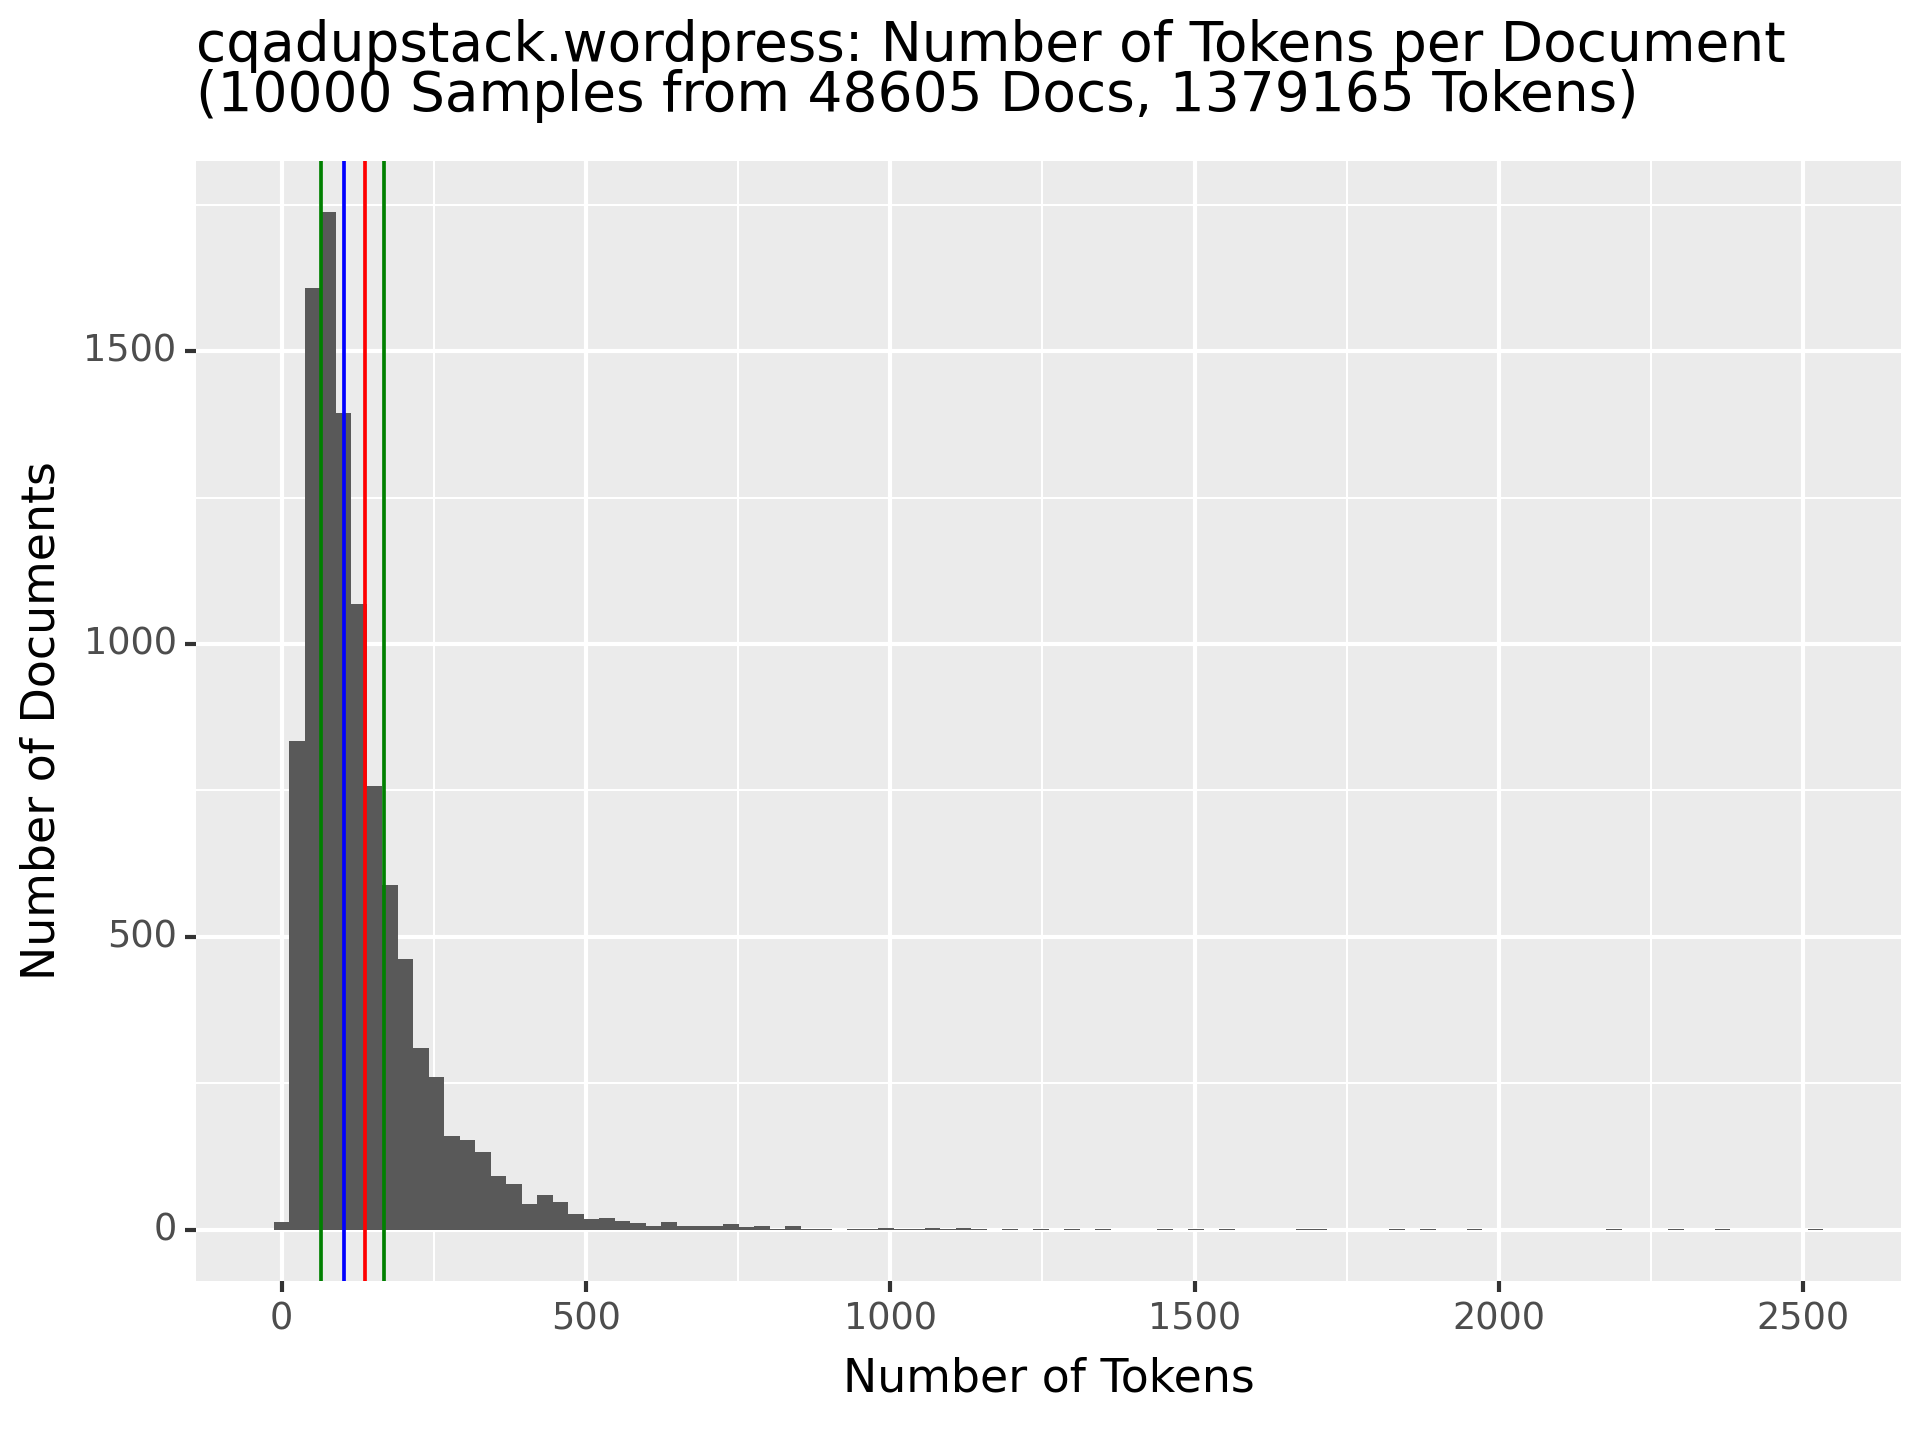 cqadupstack.wordpress: Number of Tokens per Document
(10000 Samples from 48605 Docs, 1379165 Tokens)
1500
1000
500
0
Number of Documents
0 500 1000 1500 2000 2500
Number of Tokens